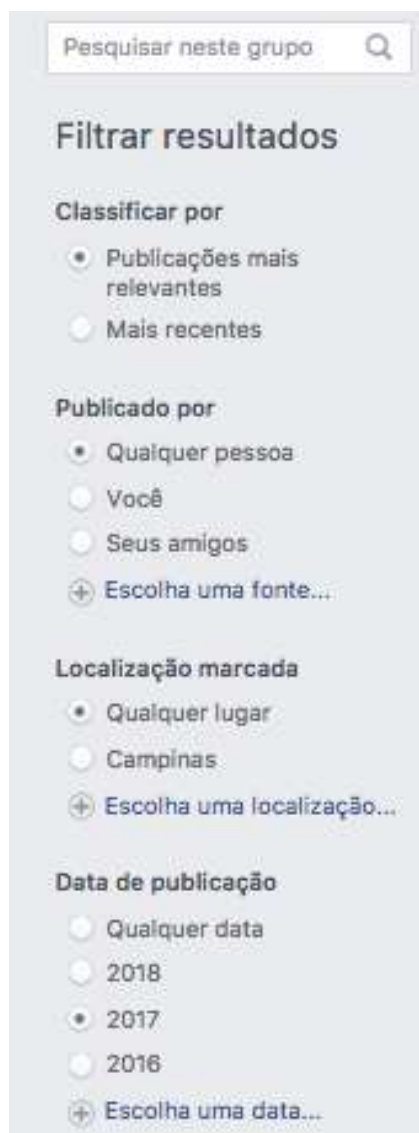 Pesquisar neste grupo
Filtrar resultados
Classificar por
Publicações mais
relevantes
Mais recentes
Publicado por
Qualquer pessoa
Você
Seus amigos
Escolha uma fonte...
Localização marcada
Qualquer lugar
Campinas
Escolha uma localização...
Data de publicação
Qualquer data
2018
2017
2016
Escolha uma data...